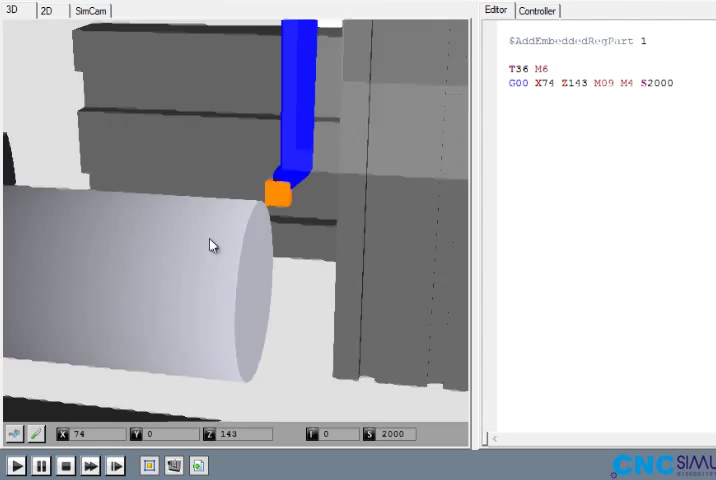 3D 2D SimCam
Editor Controller
$AddEmbeddedRegPart 1
T36 M6
G00 X74 Z143 M09 M4 S2000
X 74 Y 0 Z 143 T 0 S 2000
CNCSIMU